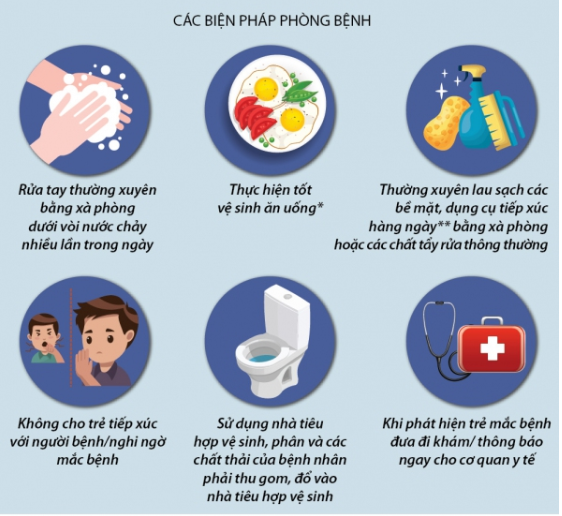 CÁC BIỆN PHÁP PHÒNG BỆNH
Rửa tay thường xuyên
bằng xà phòng
dưới vòi nước chảy
nhiều lần trong ngày
Thực hiện tốt
vệ sinh ăn uống*
Thường xuyên lau sạch các
bề mặt, dụng cụ tiếp xúc
hàng ngày** bằng xà phòng
hoặc các chất tẩy rửa thông thường
Không cho trẻ tiếp xúc
với người bệnh/nghi ngờ
mắc bệnh
Sử dụng nhà tiêu
hợp vệ sinh, phân và các
chất thải của bệnh nhân
phải thu gom, đổ vào
nhà tiêu hợp vệ sinh
Khi phát hiện trẻ mắc bệnh
đưa đi khám/ thông báo
ngay cho cơ quan y tế